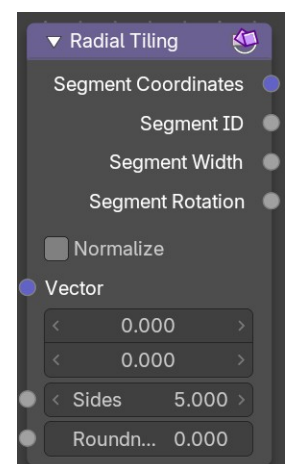 Radial Tiling
Segment Coordinates
Segment ID
Segment Width
Segment Rotation
Normalize
Vector
0.000
0.000
Sides 5.000
Roundn... 0.000